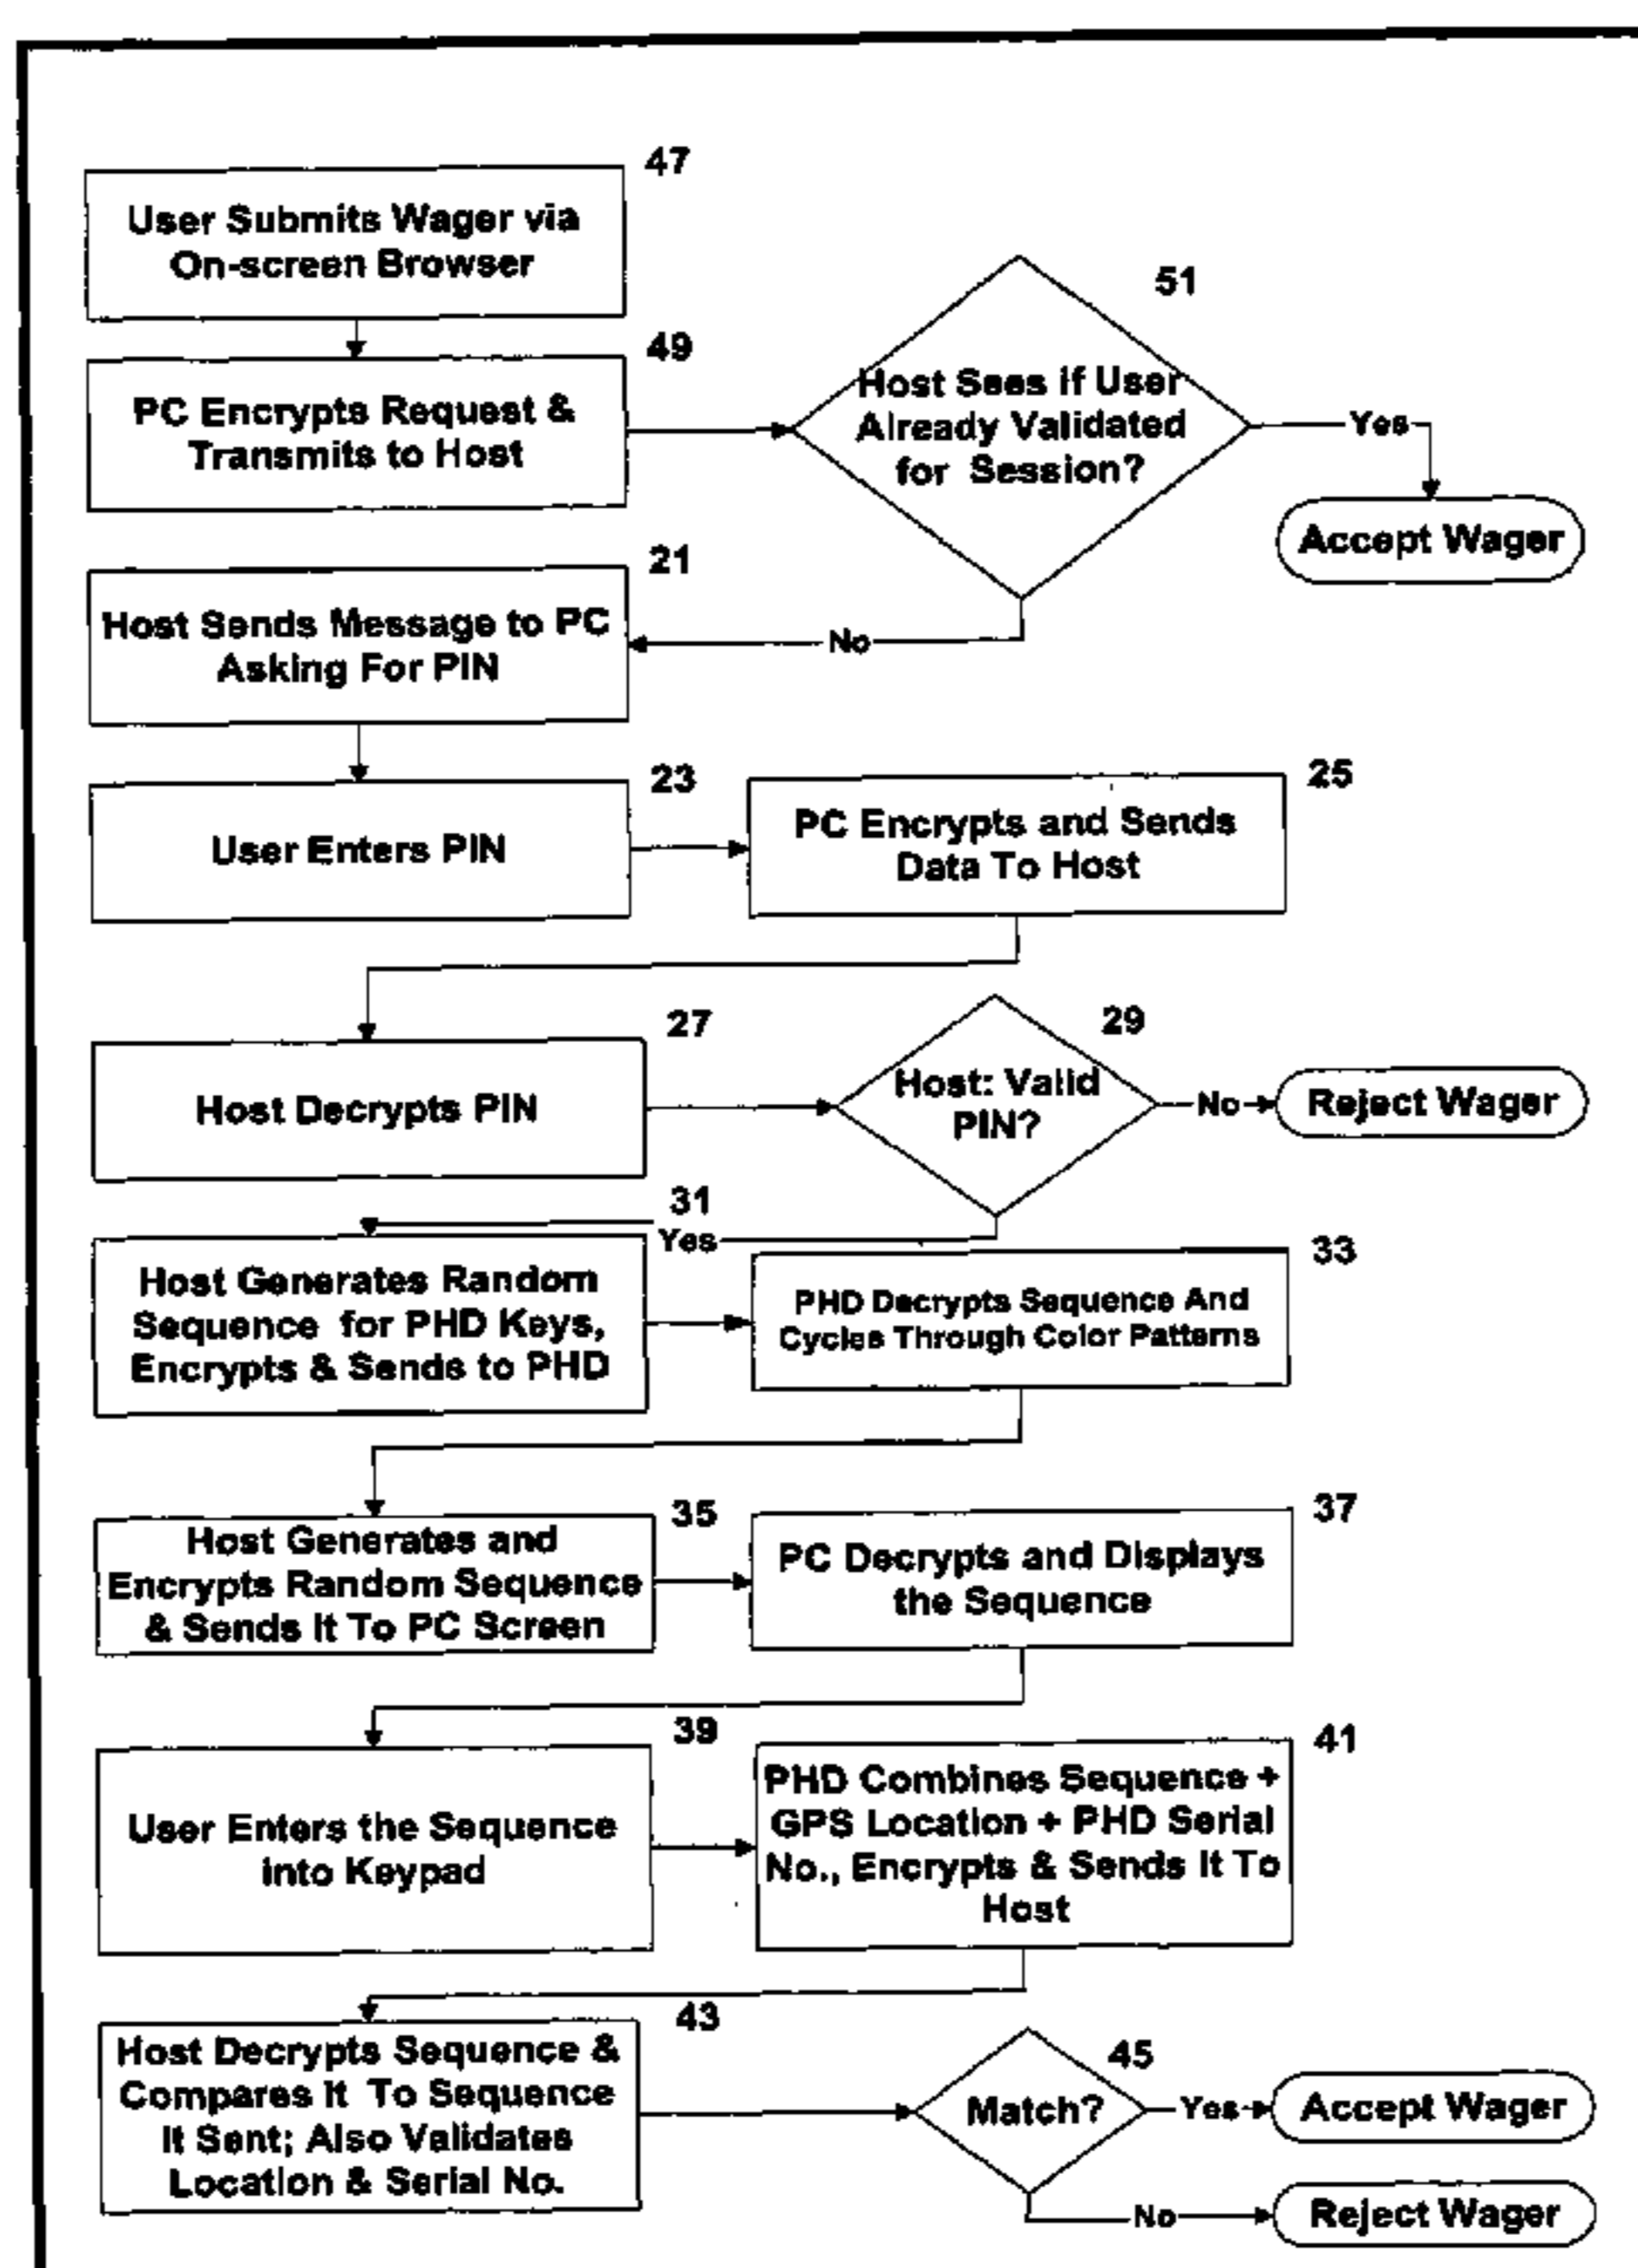 47
User Submits Wager via
On-screen Browser
49
PC Encrypts Request &
Transmits to Host
51
Host Sees if User
Already Validated
for Session?
Yes
Accept Wager
21
Host Sends Message to PC
Asking For PIN
No
23
User Enters PIN
25
PC Encrypts and Sends
Data To Host
27
Host Decrypts PIN
29
Host: Valid
PIN?
No
Reject Wager
31
Yes
Host Generates Random
Sequence for PHD Keys,
Encrypts & Sends to PHD
33
PHD Decrypts Sequence And
Cycles Through Color Patterns
35
Host Generates and
Encrypts Random Sequence
& Sends It To PC Screen
37
PC Decrypts and Displays
the Sequence
39
User Enters the Sequence
into Keypad
41
PHD Combines Sequence +
GPS Location + PHD Serial
No., Encrypts & Sends It To
Host
43
Host Decrypts Sequence &
Compares It To Sequence
It Sent; Also Validates
Location & Serial No.
45
Match?
Yes
Accept Wager
No
Reject Wager